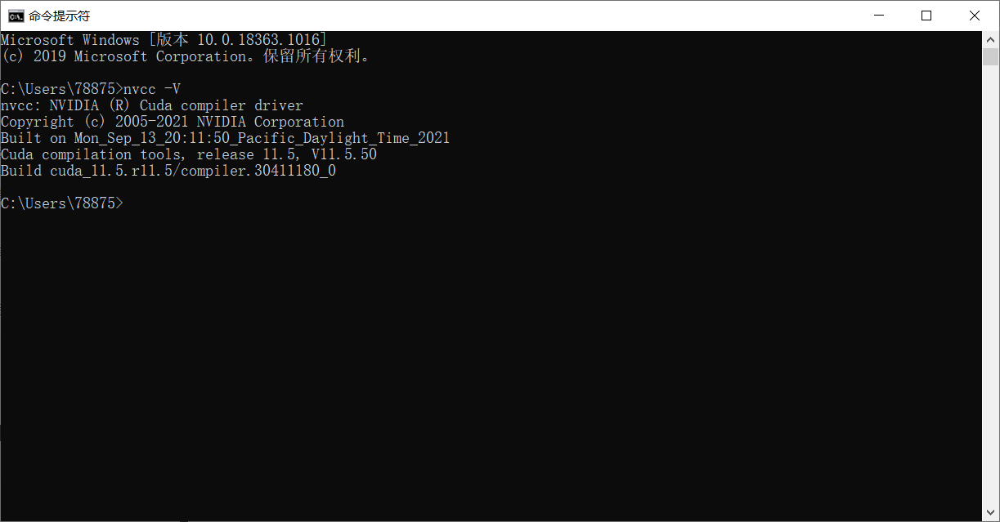 命令提示符
Microsoft Windows [版本 10.0.18363.1016]
(c) 2019 Microsoft Corporation。保留所有权利。
C:\Users\78875>nvcc -V
nvcc: NVIDIA (R) Cuda compiler driver
Copyright (c) 2005-2021 NVIDIA Corporation
Built on Mon_Sep_13_20:11:50_Pacific_Daylight_Time_2021
Cuda compilation tools, release 11.5, V11.5.50
Build cuda_11.5.r11.5/compiler.30411180_0
C:\Users\78875>